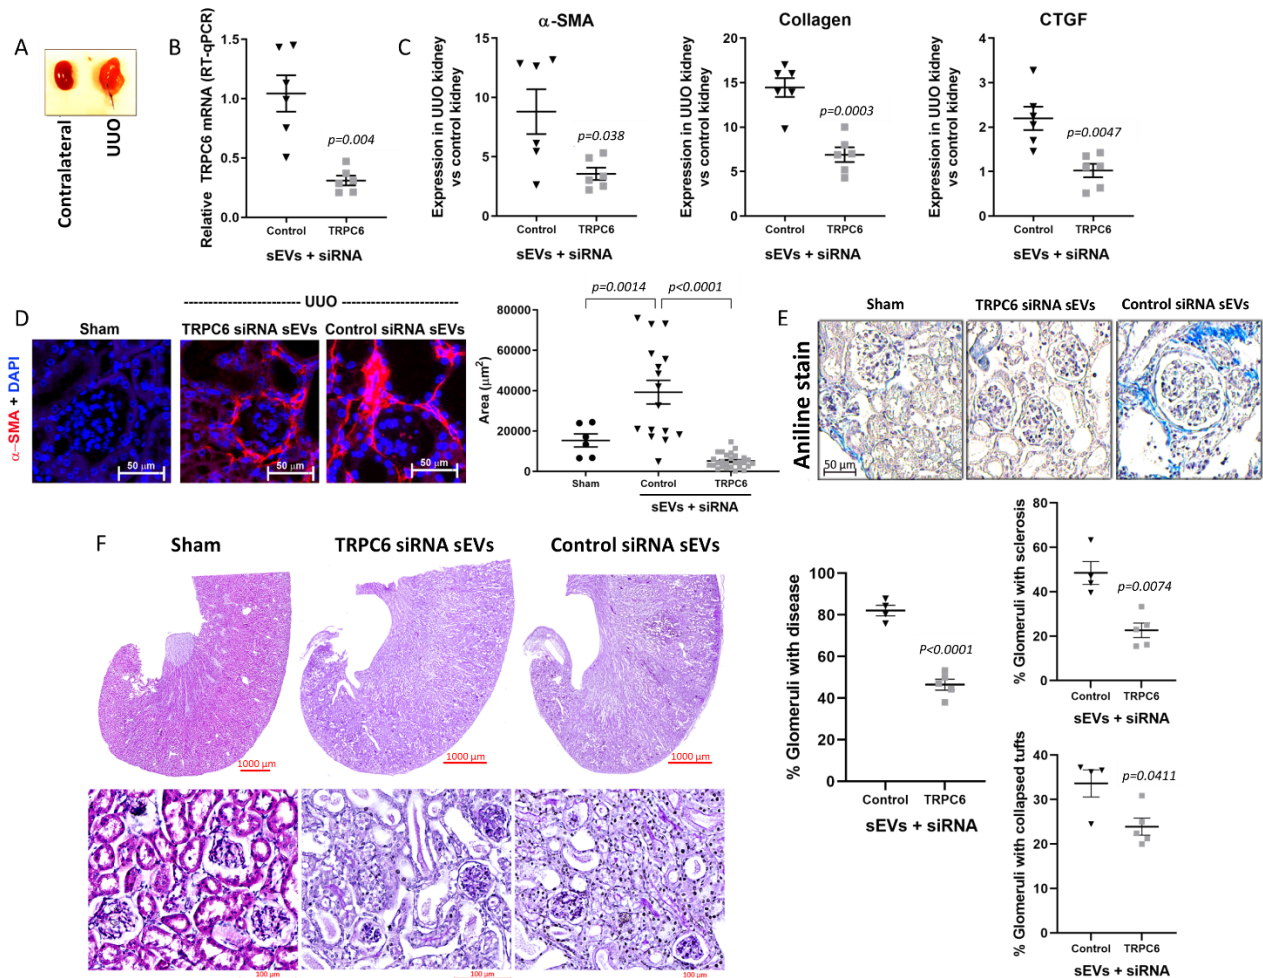 A
Contralateral
UUO
B
Relative TRPC6 mRNA (RT-qPCR)
1.5
1.0
0.5
0.0
p=0.004
Control
TRPC6
sEVs + siRNA
C
α-SMA
Expression in UUO kidney
vs control kidney
15
10
5
0
p=0.038
Control
TRPC6
sEVs + siRNA
Collagen
Expression in UUO kidney
vs control kidney
20
15
10
5
0
p=0.0003
Control
TRPC6
sEVs + siRNA
CTGF
Expression in UUO kidney
vs control kidney
6
4
2
0
p=0.0047
Control
TRPC6
sEVs + siRNA
D
------------------------ UUO ------------------------
Sham
TRPC6 siRNA sEVs
Control siRNA sEVs
α-SMA + DAPI
50 μm
50 μm
50 μm
p=0.0014
p<0.0001
Area (μm²)
80000
60000
40000
20000
0
Sham
Control
TRPC6
sEVs + siRNA
E
Sham
TRPC6 siRNA sEVs
Control siRNA sEVs
Aniline stain
50 μm
F
Sham
TRPC6 siRNA sEVs
Control siRNA sEVs
1000 μm
1000 μm
1000 μm
100 μm
100 μm
100 μm
% Glomeruli with disease
100
80
60
40
20
0
P<0.0001
Control
TRPC6
sEVs + siRNA
% Glomeruli with sclerosis
80
60
40
20
0
p=0.0074
Control
TRPC6
sEVs + siRNA
% Glomeruli with collapsed tufts
40
30
20
10
0
p=0.0411
Control
TRPC6
sEVs + siRNA